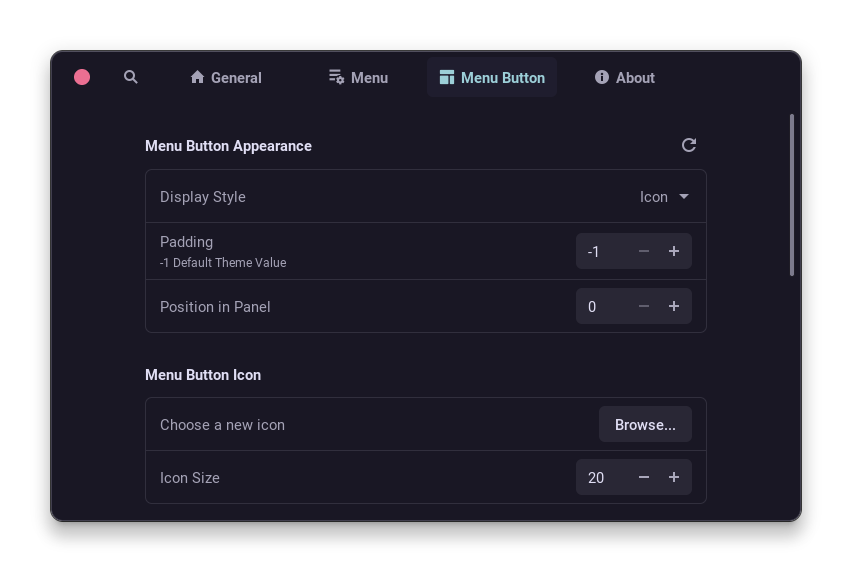 General
Menu
Menu Button
About
Menu Button Appearance
Display Style
Icon
Padding
-1 Default Theme Value
-1
Position in Panel
0
Menu Button Icon
Choose a new icon
Browse...
Icon Size
20